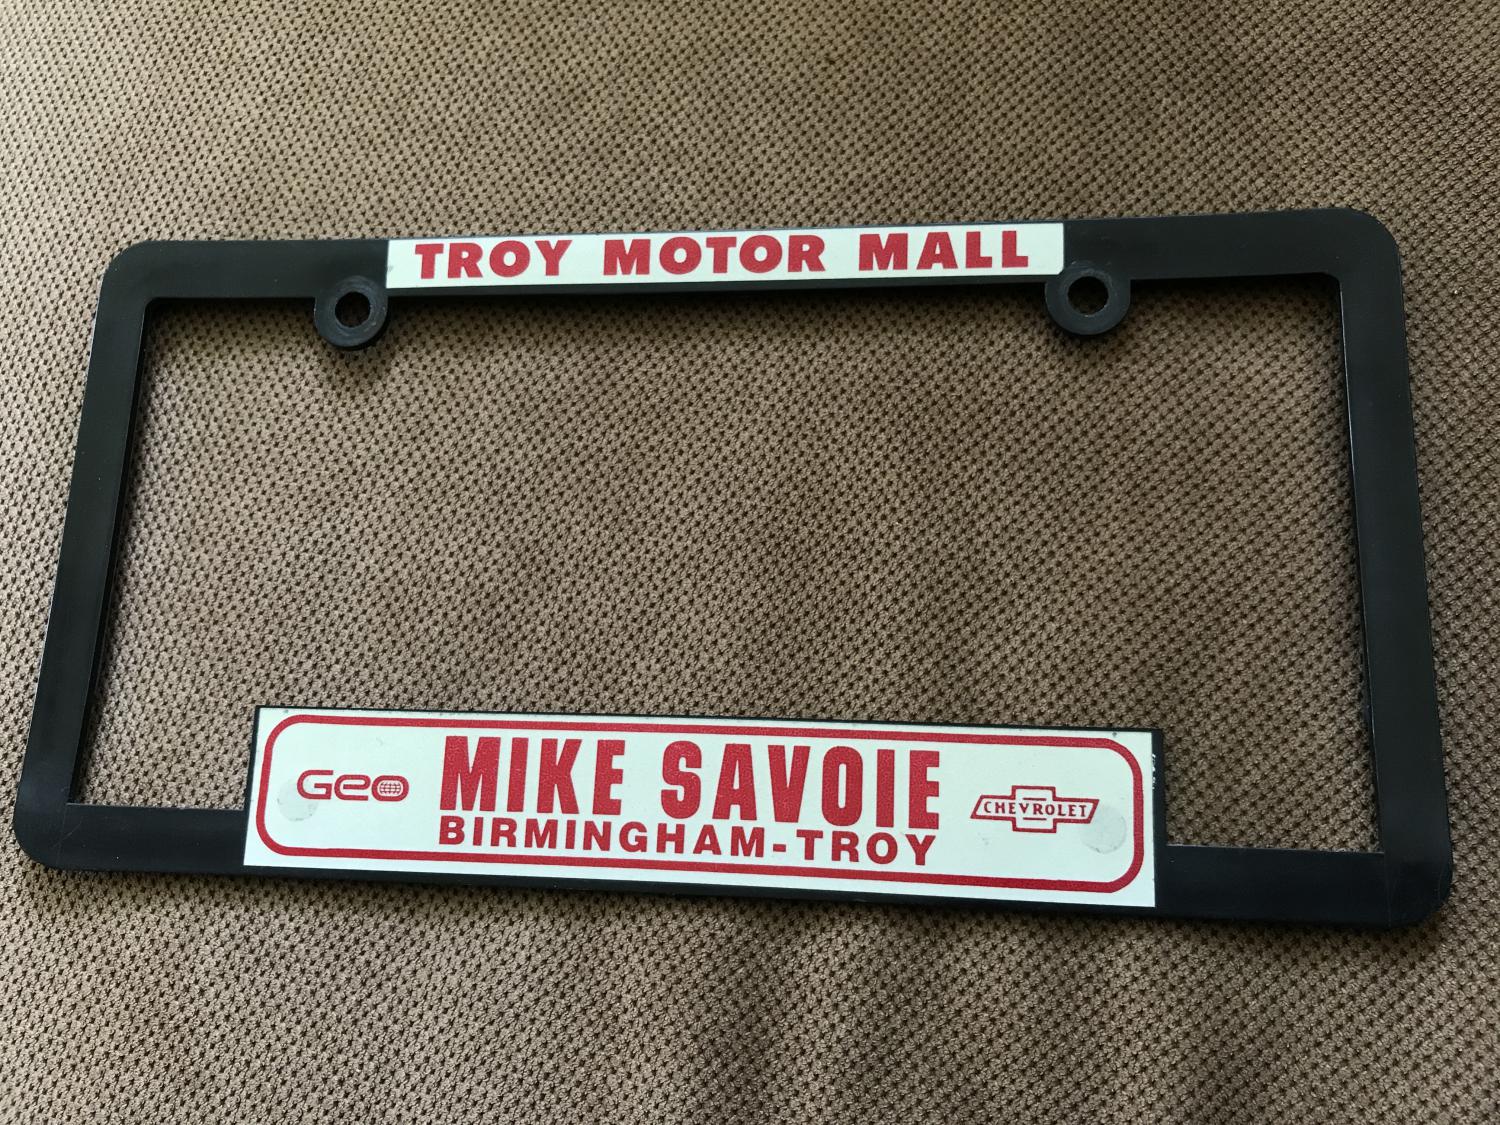 TROY MOTOR MALL
MIKE SAVOIE
Geo
CHEVROLET
BIRMINGHAM-TROY